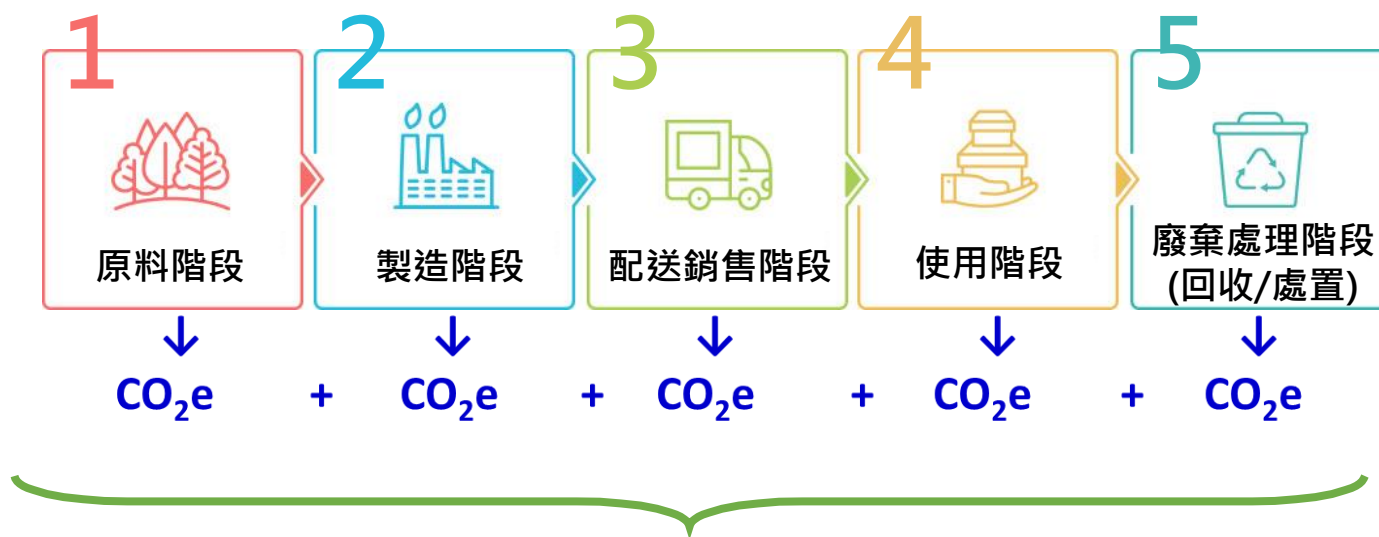 1 2 3 4 5
原料階段
製造階段
配送銷售階段
使用階段
廢棄處理階段
(回收/處置)
CO₂e + CO₂e + CO₂e + CO₂e + CO₂e